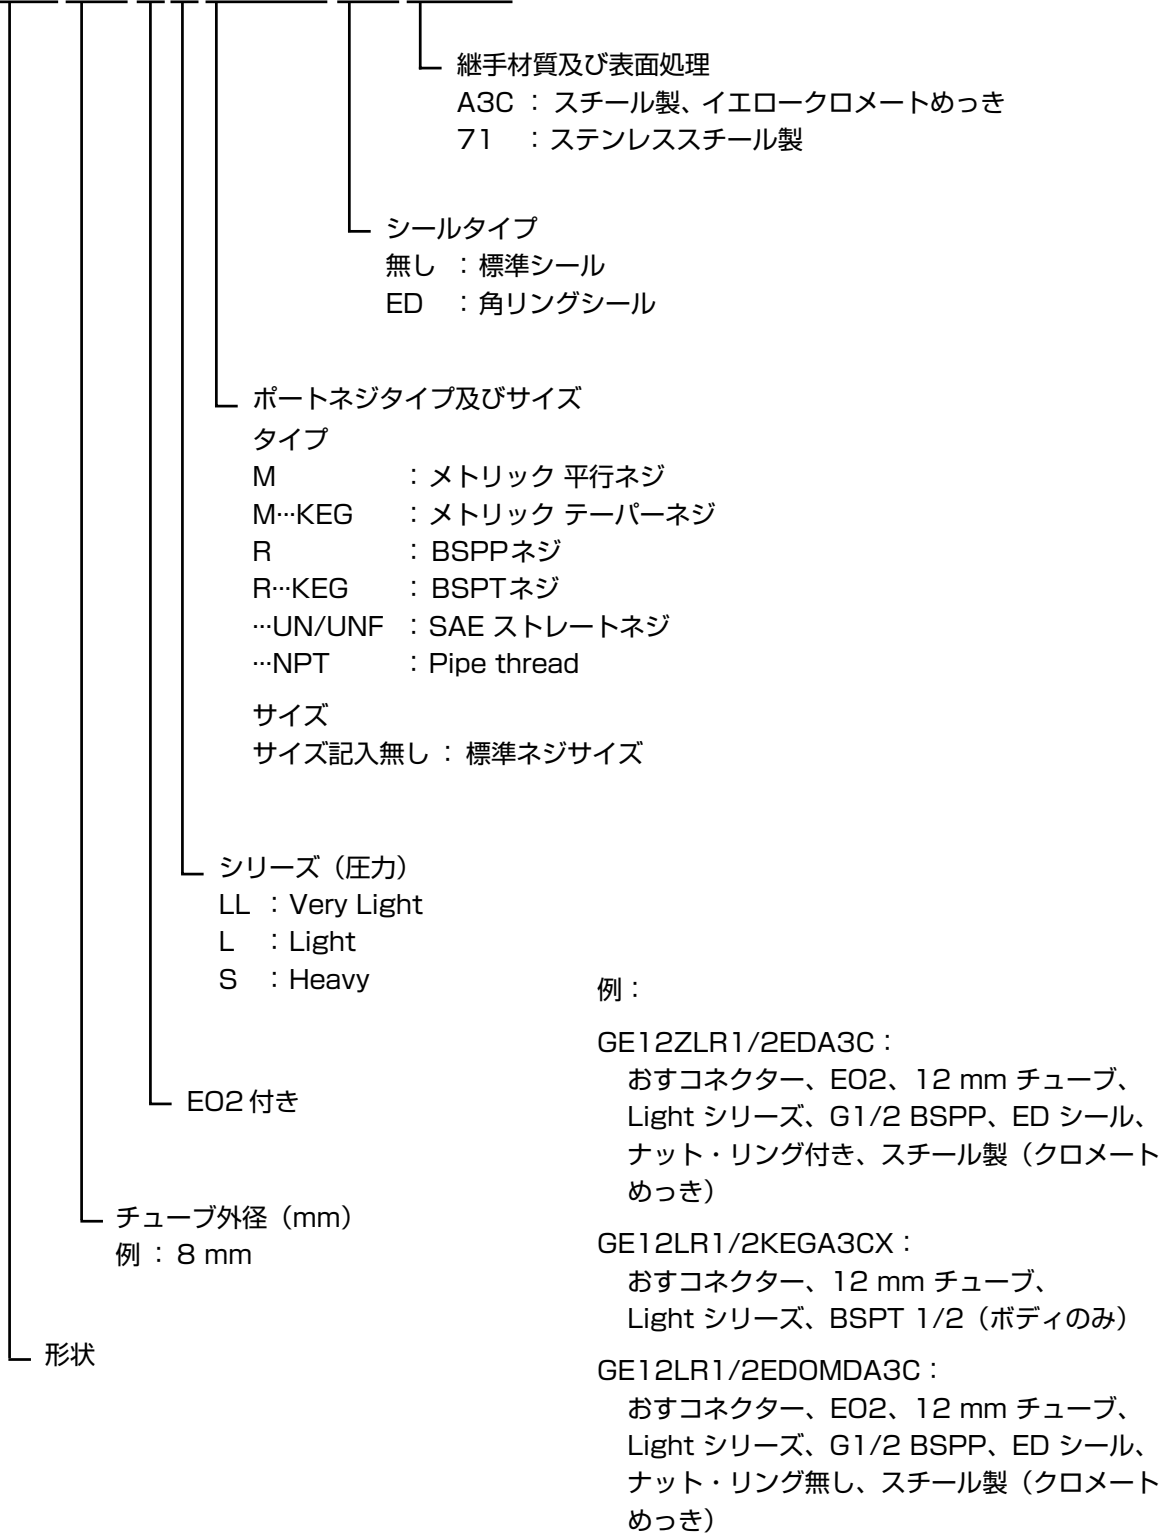 継手材質及び表面処理
A3C ： スチール製、イエロークロメートめっき
71 ：ステンレススチール製
シールタイプ
無し ：標準シール
ED ：角リングシール
ポートネジタイプ及びサイズ
タイプ
M ：メトリック 平行ネジ
M···KEG ：メトリック テーパーネジ
R ： BSPPネジ
R···KEG ： BSPTネジ
···UN/UNF ：SAE ストレートネジ
···NPT ：Pipe thread
サイズ
サイズ記入無し ： 標準ネジサイズ
シリーズ（圧力）
LL ：Very Light
L ：Light
S ：Heavy
EO2 付き
チューブ外径（mm）
例 ： 8 mm
形状
例：
GE12ZLR1/2EDA3C：
おすコネクター、EO2、12 mm チューブ、
Light シリーズ、G1/2 BSPP、ED シール、
ナット・リング付き、スチール製（クロメート
めっき）
GE12LR1/2KEGA3CX：
おすコネクター、12 mm チューブ、
Light シリーズ、BSPT 1/2（ボディのみ）
GE12LR1/2EDOMDA3C：
おすコネクター、EO2、12 mm チューブ、
Light シリーズ、G1/2 BSPP、ED シール、
ナット・リング無し、スチール製（クロメート
めっき）